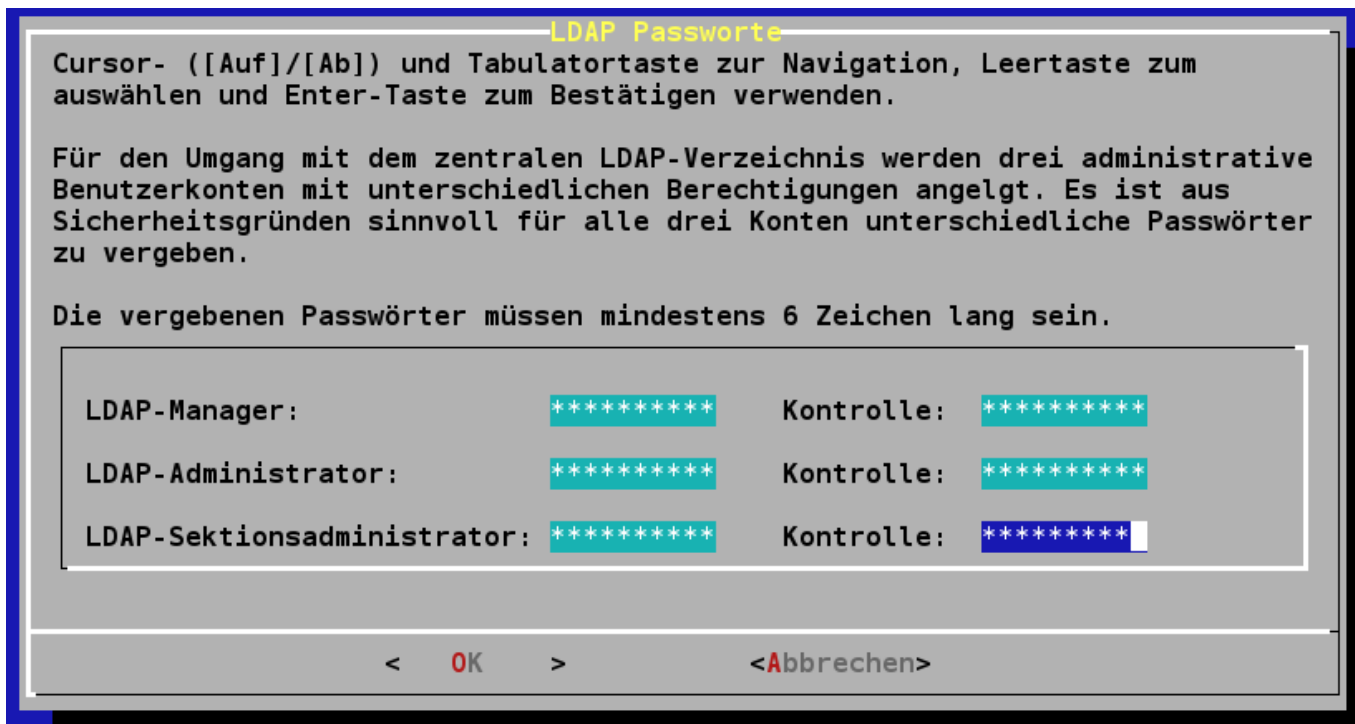 LDAP Passworte
Cursor- ([Auf]/[Ab]) und Tabulatortaste zur Navigation, Leertaste zum
auswählen und Enter-Taste zum Bestätigen verwenden.
Für den Umgang mit dem zentralen LDAP-Verzeichnis werden drei administrative
Benutzerkonten mit unterschiedlichen Berechtigungen angelgt. Es ist aus
Sicherheitsgründen sinnvoll für alle drei Konten unterschiedliche Passwörter
zu vergeben.
Die vergebenen Passwörter müssen mindestens 6 Zeichen lang sein.
LDAP-Manager: ********** Kontrolle: **********
LDAP-Administrator: ********** Kontrolle: **********
LDAP-Sektionsadministrator: ********** Kontrolle: *********
< OK > <Abbrechen>